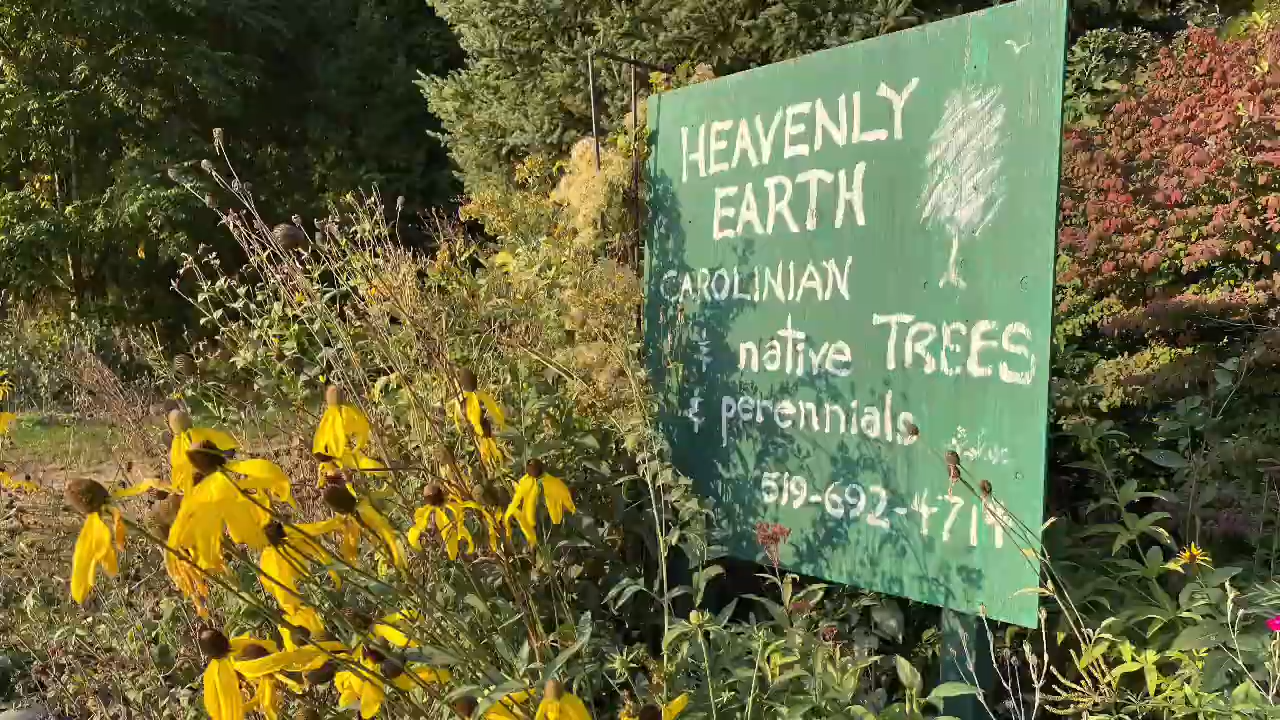 HEAVENLY
EARTH
CAROLINIAN
& native TREES
& perennials
519-692-4714